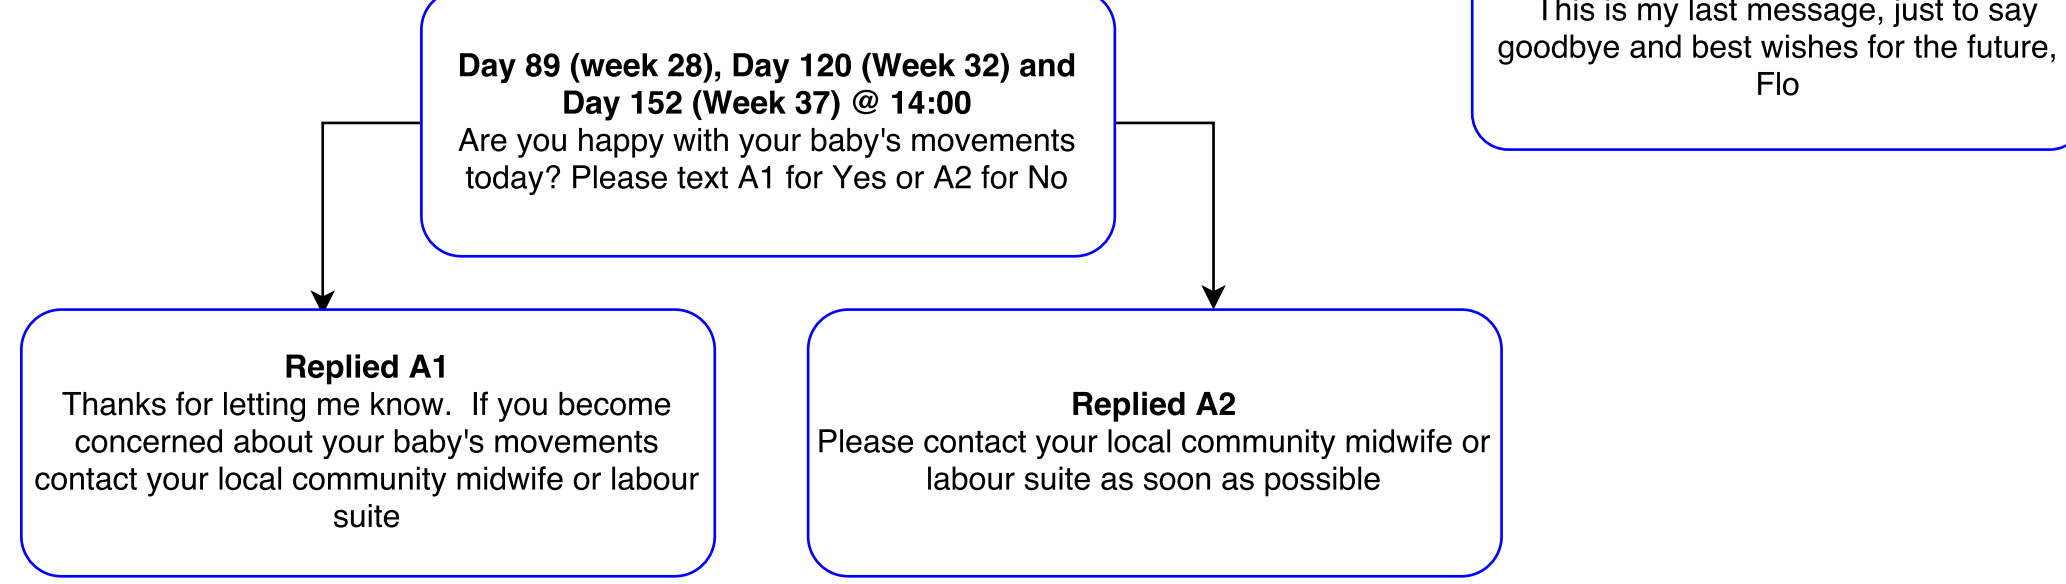 Day 89 (week 28), Day 120 (Week 32) and
Day 152 (Week 37) @ 14:00
Are you happy with your baby's movements
today? Please text A1 for Yes or A2 for No
This is my last message, just to say
goodbye and best wishes for the future,
Flo
Replied A1
Thanks for letting me know.  If you become
concerned about your baby's movements
contact your local community midwife or labour
suite
Replied A2
Please contact your local community midwife or
labour suite as soon as possible